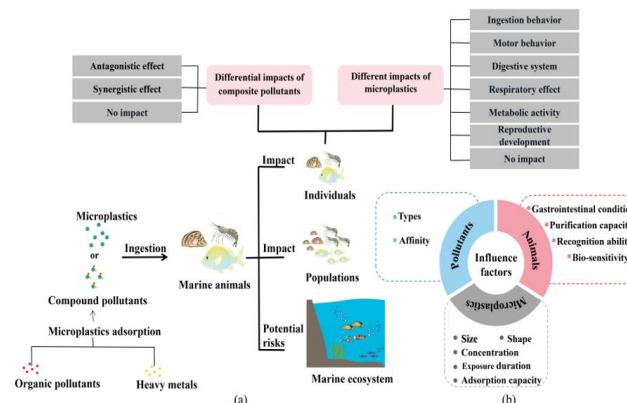 Antagonistic effect
Synergistic effect
No impact
Differential impacts of
composite pollutants
Different impacts of
microplastics
Ingestion behavior
Motor behavior
Digestive system
Respiratory effect
Metabolic activity
Reproductive
development
No impact
Impact
Individuals
Microplastics
or
Compound pollutants
Ingestion
Marine animals
Impact
Populations
Microplastics adsorption
Organic pollutants
Heavy metals
Potential
risks
Marine ecosystem
(a)
Types
Affinity
Pollutants
Animals
Microplastics
Influence
factors
Gastrointestinal condition
Purification capacit
Recognition abilit
Bio-sensitivit
Size
Shape
Concentration
Exposure duration
Adsorption capacity
(b)